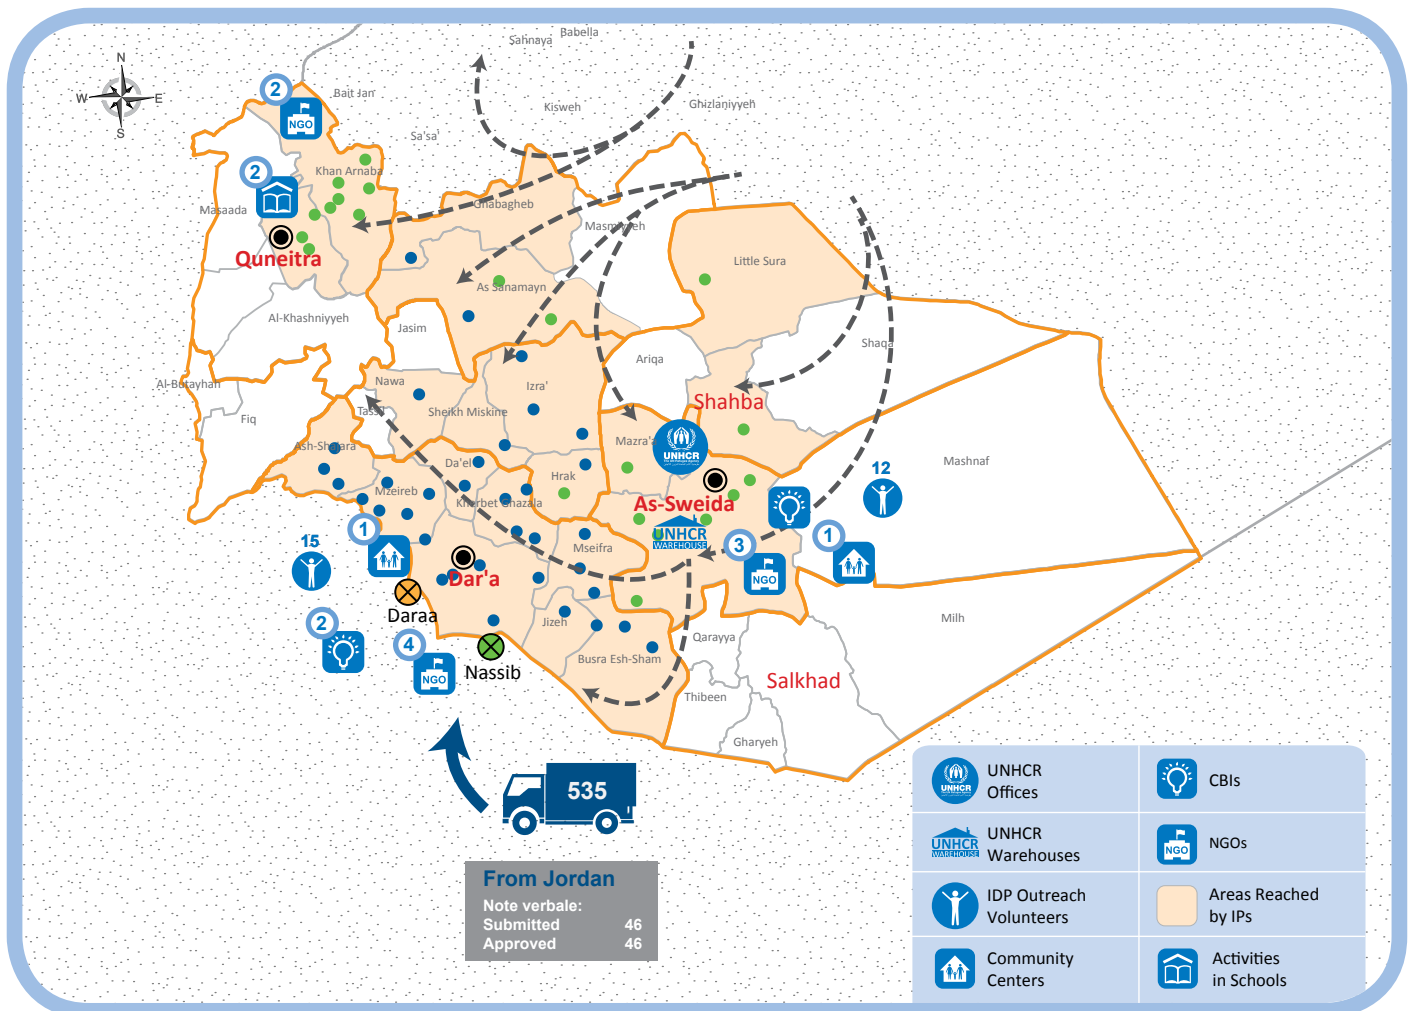 Babella
Sahnaya
N
W
E
S
Bait Jan
2
NGO
Kisweh
Ghizlaniyyeh
Sa'sa'
2
Khan Arnaba
Masaada
Ghabagheb
Masmiyyeh
Quneitra
Little Sura
As Sanamayn
Al-Khashniyyeh
Jasim
Shaqa
Ariqa
Al-Butayhah
Nawa
Izra'
Fiq
Tassil
Sheikh Miskine
Shahba
Ash-Shajara
Mazra'a
UNHCR
Da'el
Hrak
Mashnaf
12
Mzeireb
Kherbet Ghazala
As-Sweida
1
UNHCR
WAREHOUSE
3
1
15
Mseifra
NGO
Dar'a
Daraa
2
4
Jizeh
Milh
Qarayya
NGO
Nassib
Busra Esh-Sham
Salkhad
Thibeen
Gharyeh
535
From Jordan
Note verbale:
Submitted 46
Approved 46
UNHCR
UNHCR
Offices
CBIs
UNHCR
WAREHOUSE
UNHCR
Warehouses
NGO
NGOs
IDP Outreach
Volunteers
Areas Reached
by IPs
Community
Centers
Activities
in Schools